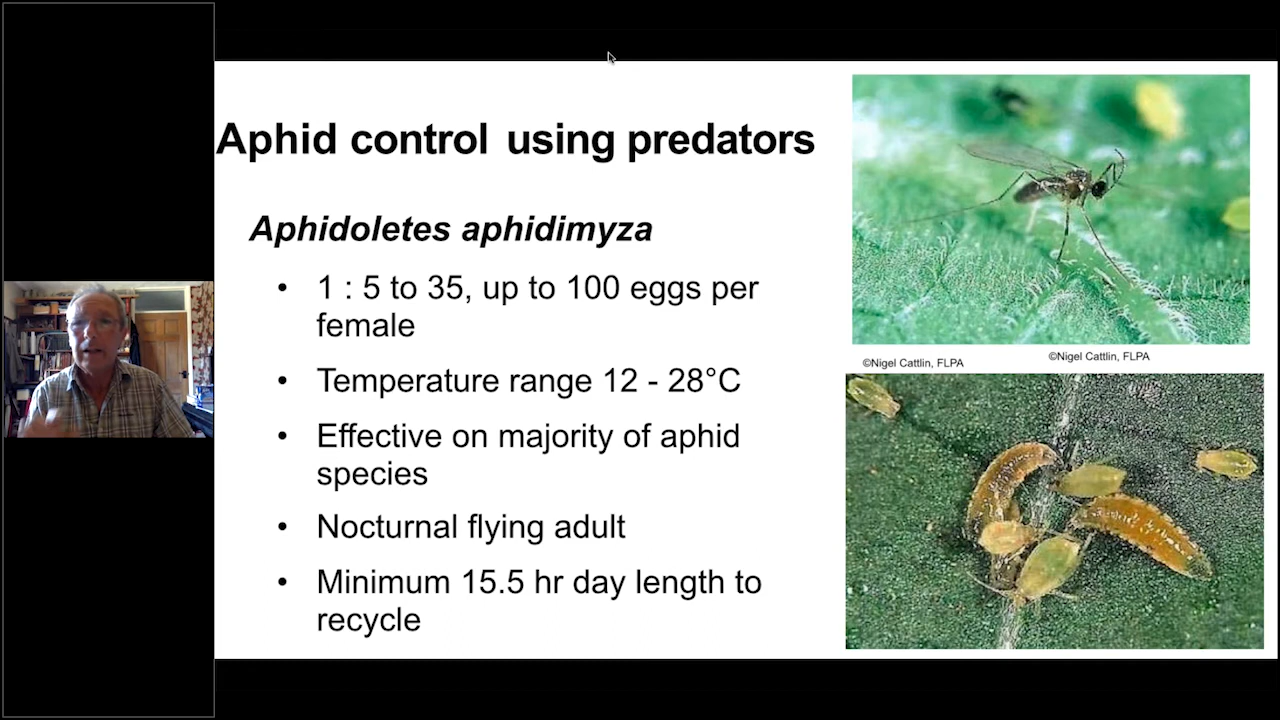 Aphid control using predators
Aphidoletes aphidimyza
• 1 : 5 to 35, up to 100 eggs per
female
• Temperature range 12 - 28°C
• Effective on majority of aphid
species
• Nocturnal flying adult
• Minimum 15.5 hr day length to
recycle
©Nigel Cattlin, FLPA
©Nigel Cattlin, FLPA